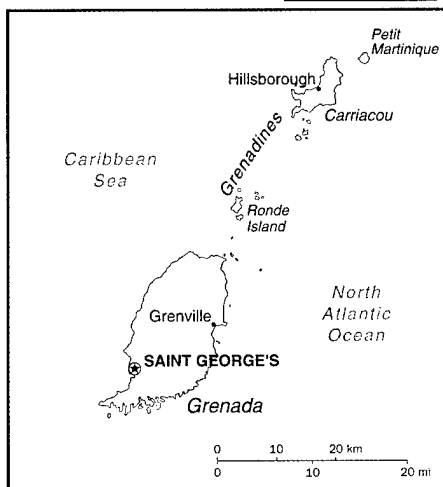 Petit
Martinique
Hillsborough
Carriacou
Grenadines
Caribbean
Sea
Ronde
Island
North
Atlantic
Ocean
Grenville
SAINT GEORGE'S
Grenada
0 10 20 km
0 10 20 mi